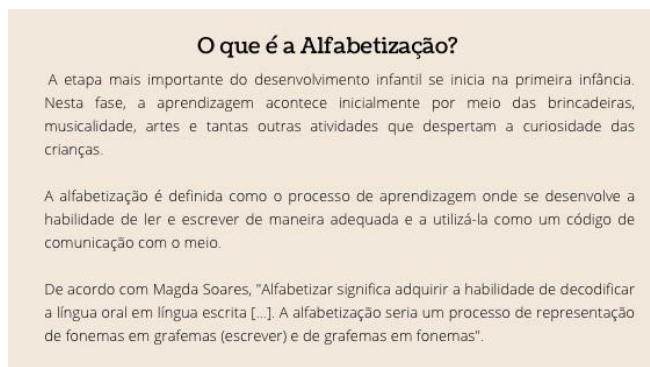 O que é a Alfabetização?
A etapa mais importante do desenvolvimento infantil se inicia na primeira infância.
Nesta fase, a aprendizagem acontece inicialmente por meio das brincadeiras,
musicalidade, artes e tantas outras atividades que despertam a curiosidade das
crianças.
A alfabetização é definida como o processo de aprendizagem onde se desenvolve a
habilidade de ler e escrever de maneira adequada e a utilizá-la como um código de
comunicação com o meio.
De acordo com Magda Soares, "Alfabetizar significa adquirir a habilidade de decodificar
a língua oral em língua escrita [...]. A alfabetização seria um processo de representação
de fonemas em grafemas (escrever) e de grafemas em fonemas".